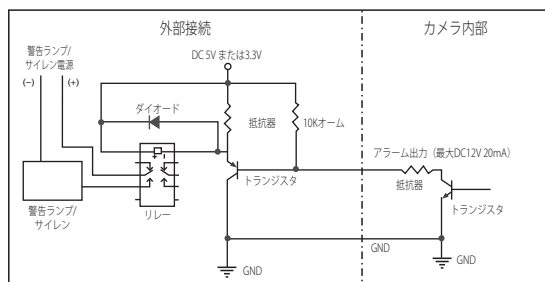 外部接続
カメラ内部
DC 5V または3.3V
警告ランプ/
サイレン電源
(−)
(+)
ダイオード
抵抗器
10Kオーム
アラーム出力（最大DC12V 20mA）
抵抗器
トランジスタ
トランジスタ
警告ランプ/
サイレン
+
リレー
GND
GND
GND